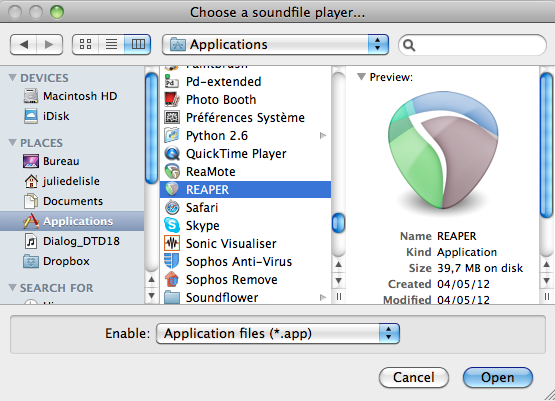 Choose a soundfile player...
Applications
DEVICES
Macintosh HD
iDisk
PLACES
Bureau
juliedelisle
Documents
Applications
Dialog_DTD18
Dropbox
SEARCH FOR
Paintbrush
Pd-extended
Photo Booth
Préférences Système
Python 2.6
QuickTime Player
ReaMote
REAPER
Safari
Skype
Sonic Visualiser
Sophos Anti-Virus
Sophos Remove
Soundflower
Preview:
Name REAPER
Kind Application
Size 39,7 MB on disk
Created 04/05/12
Modified 04/05/12
Enable: Application files (*.app)
Cancel
Open